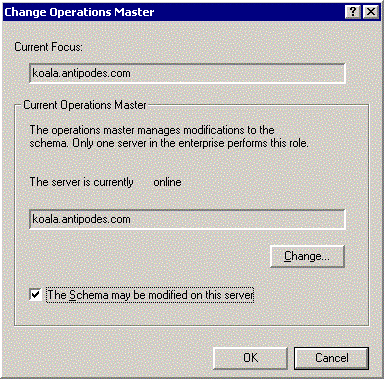 Change Operations Master
Current Focus:
koala.antipodes.com
Current Operations Master
The operations master manages modifications to the
schema. Only one server in the enterprise performs this role.
The server is currently online
koala.antipodes.com
Change...
The Schema may be modified on this server
OK Cancel